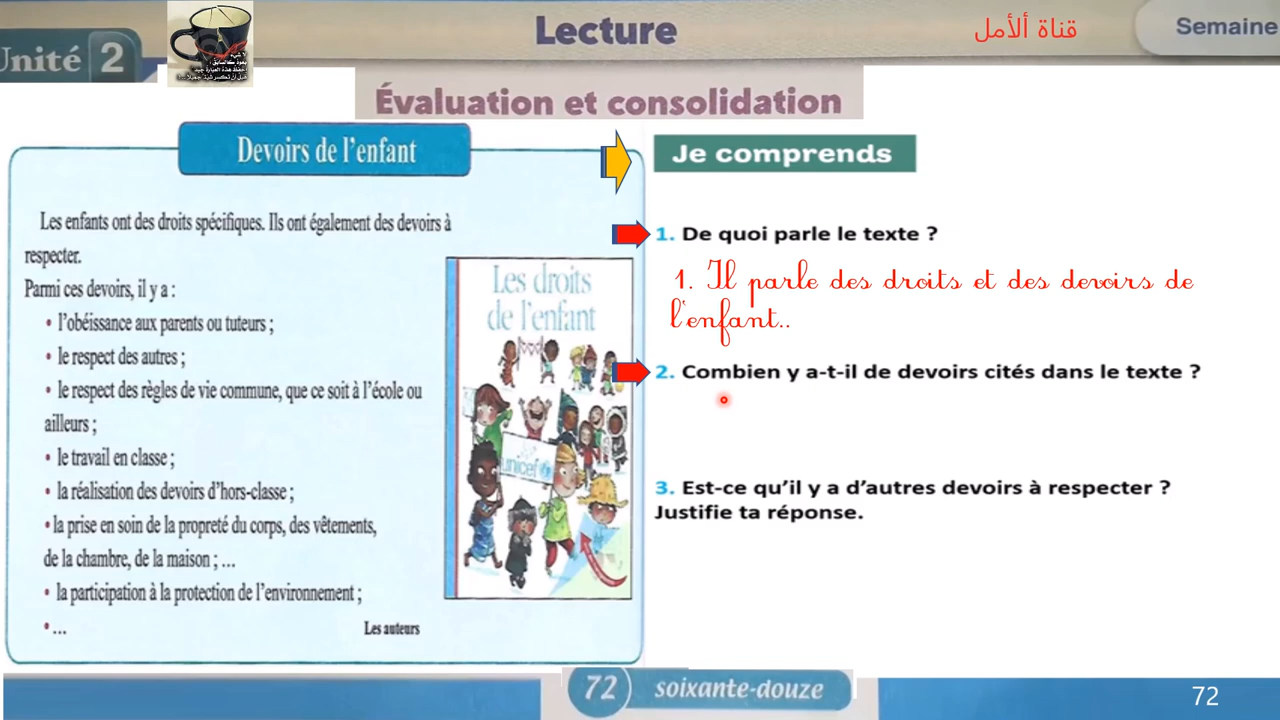 Unité 2
Lecture
قناة ألأمل
Semaine
Évaluation et consolidation
Devoirs de l'enfant
Les enfants ont des droits spécifiques. Ils ont également des devoirs à
respecter.
Parmi ces devoirs, il y a :
• l'obéissance aux parents ou tuteurs ;
• le respect des autres ;
• le respect des règles de vie commune, que ce soit à l'école ou
ailleurs ;
• le travail en classe ;
• la réalisation des devoirs d'hors-classe ;
• la prise en soin de la propreté du corps, des vêtements,
de la chambre, de la maison ; ...
• la participation à la protection de l'environnement ;
• ...
Les auteurs
Les droits
de l'enfant
unicef
Je comprends
1. De quoi parle le texte ?
1. Il parle des droits et des devoirs de
l'enfant..
2. Combien y a-t-il de devoirs cités dans le texte ?
3. Est-ce qu'il y a d'autres devoirs à respecter ?
Justifie ta réponse.
72 soixante-douze
72